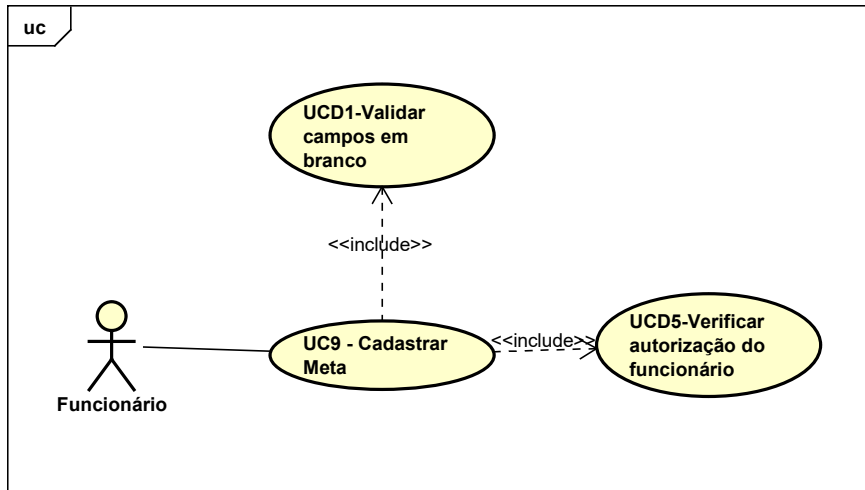 uc
UCD1-Validar
campos em
branco
<<include>>
UC9 - Cadastrar
Meta
<<include>>
UCD5-Verificar
autorização do
funcionário
Funcionário